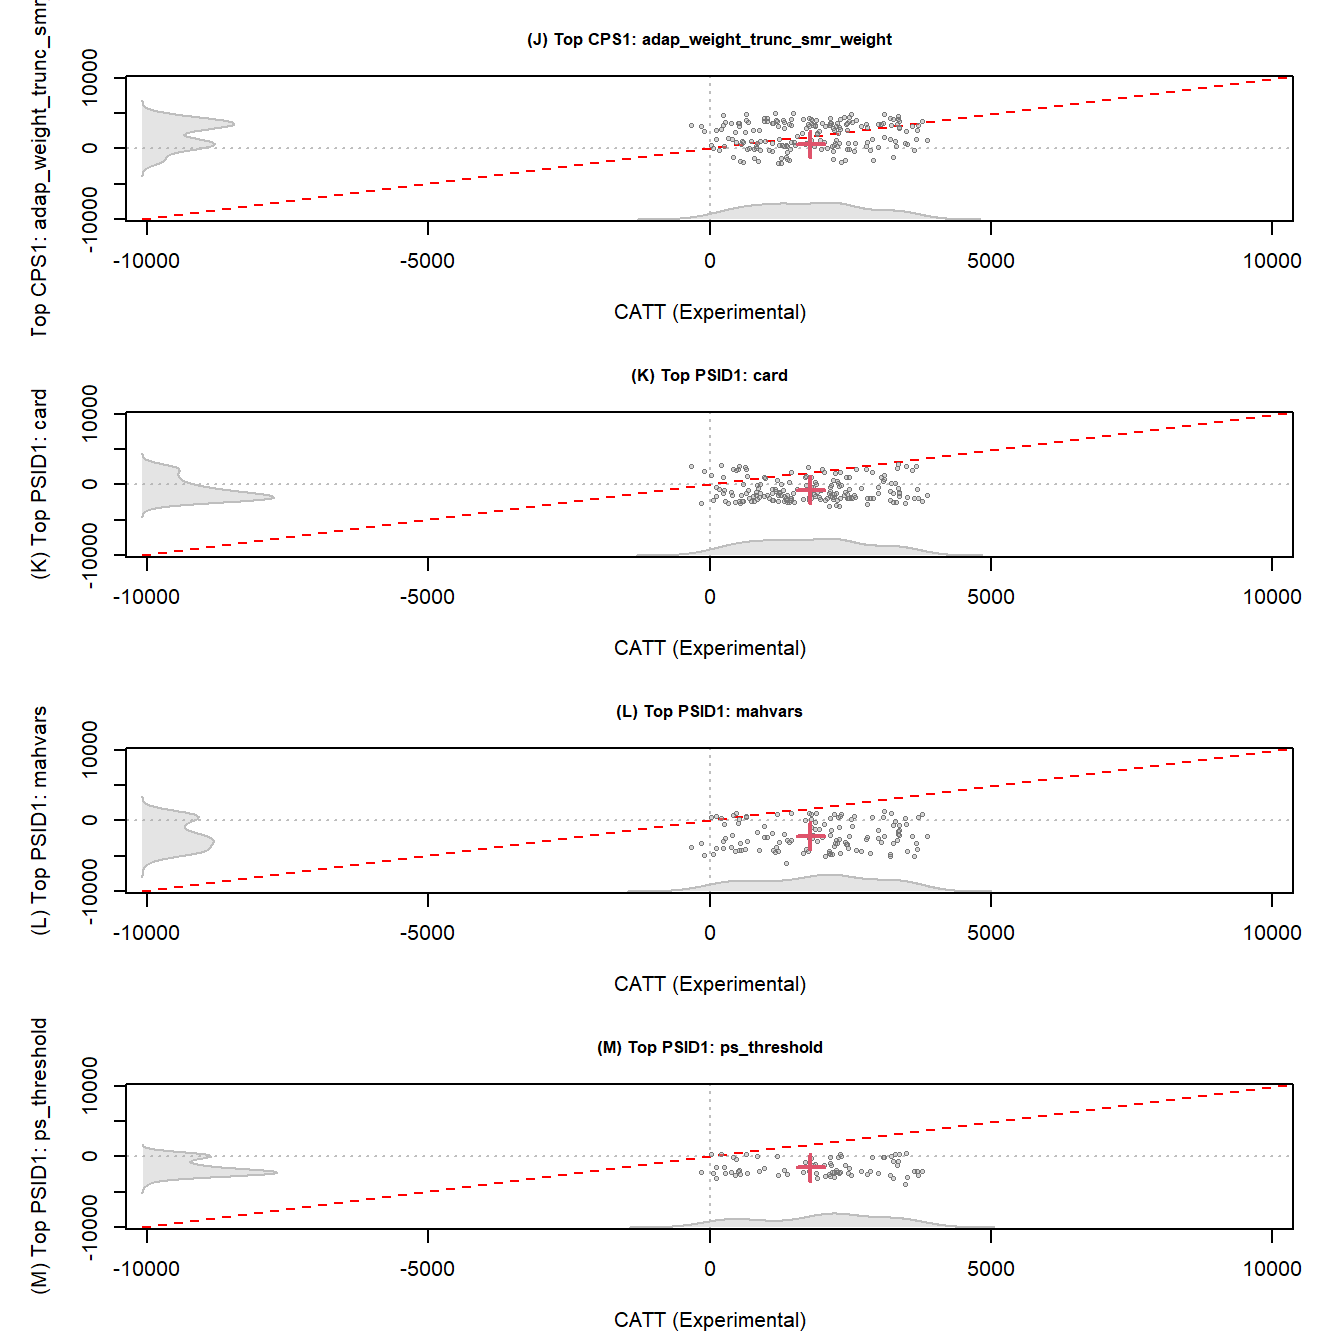 (J) Top CPS1: adap_weight_trunc_smr_weight
Top CPS1: adap_weight_trunc_smr
10000
0
-10000
-10000 -5000 0 5000 10000
CATT (Experimental)
(K) Top PSID1: card
(K) Top PSID1: card
10000
0
-10000
-10000 -5000 0 5000 10000
CATT (Experimental)
(L) Top PSID1: mahvars
(L) Top PSID1: mahvars
10000
0
-10000
-10000 -5000 0 5000 10000
CATT (Experimental)
(M) Top PSID1: ps_threshold
(M) Top PSID1: ps_threshold
10000
0
-10000
-10000 -5000 0 5000 10000
CATT (Experimental)